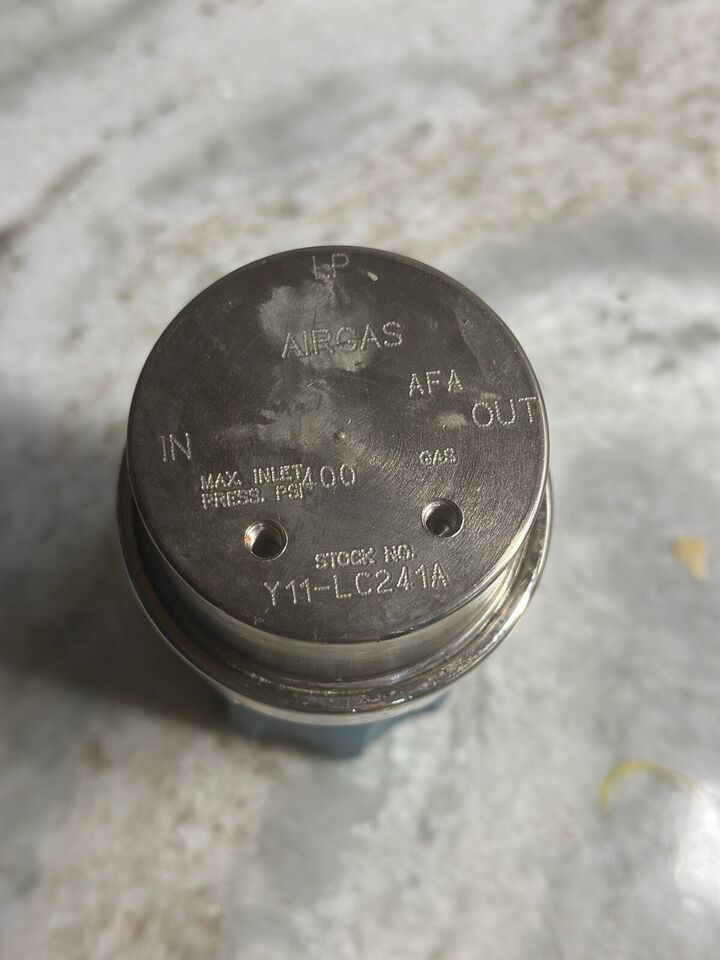 LP
AIRGAS
AFA
OUT
IN
GAS
MAX. INLET 400
PRESS. PSI
STOCK NO.
Y11-LC241A